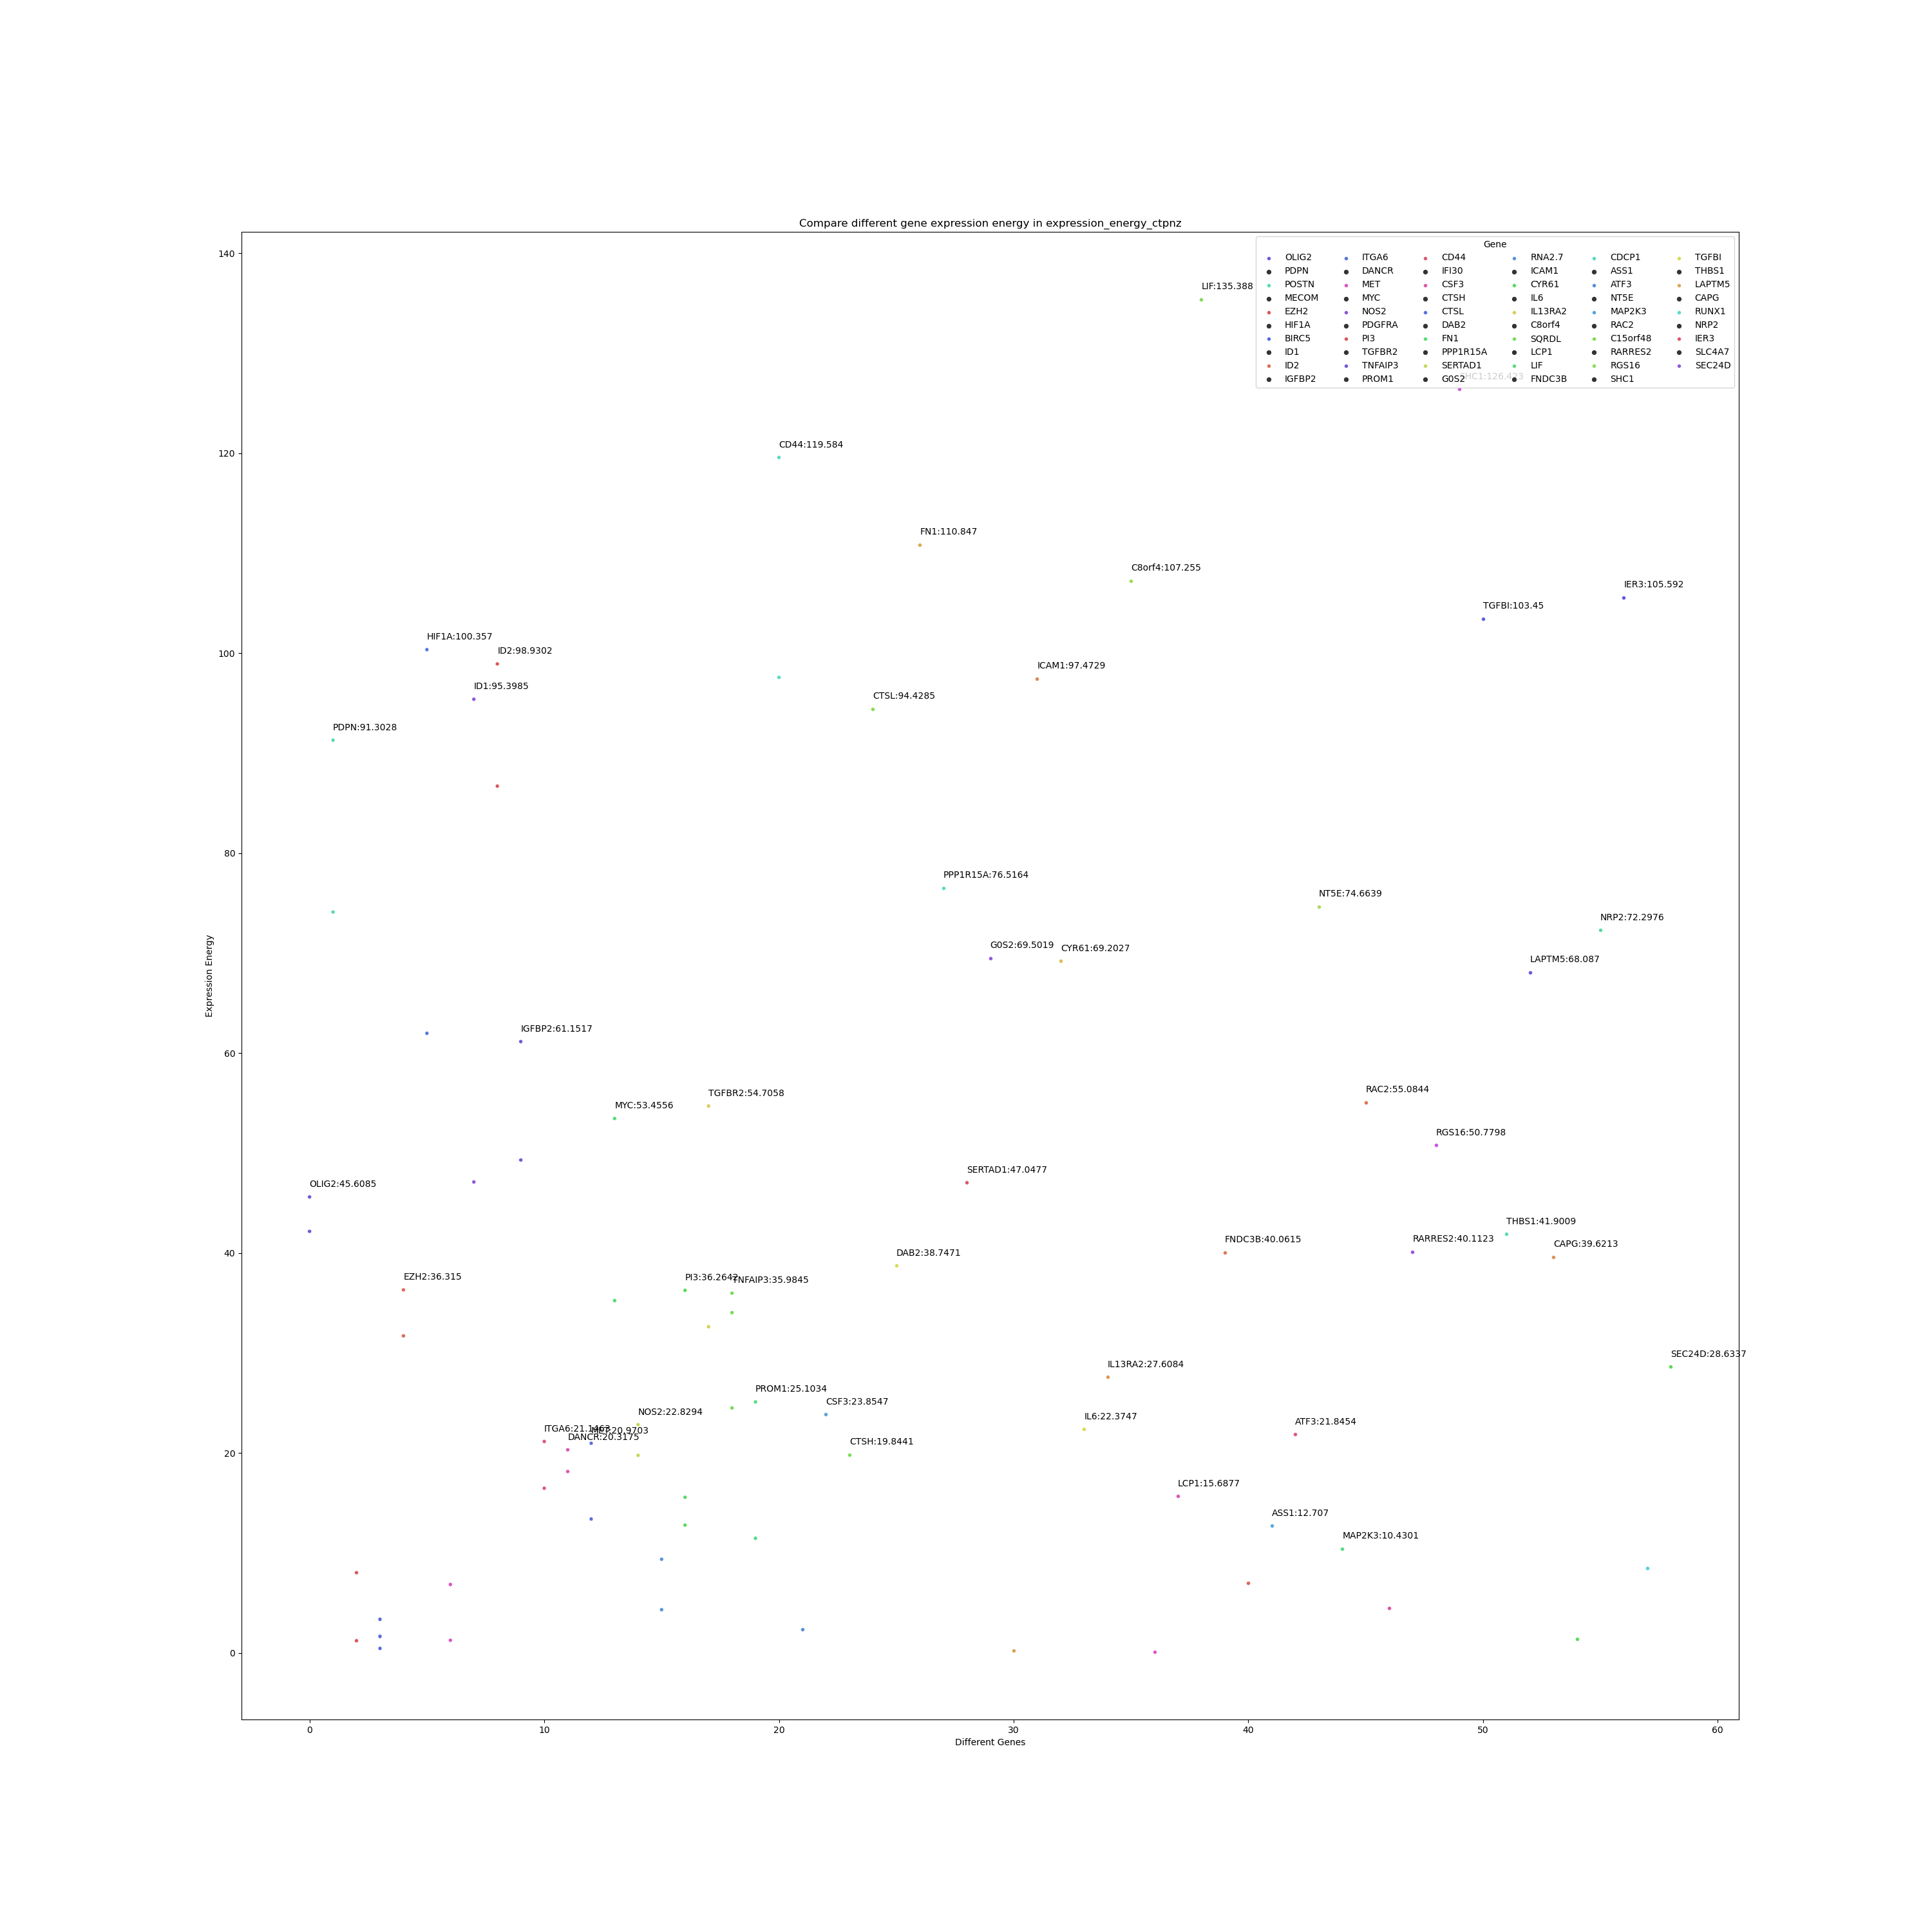 Compare different gene expression energy in expression_energy_ctpnz
Gene
OLIG2 ITGA6 CD44 RNA2.7 CDCP1 TGFBI
PDPN DANCR IFI30 ICAM1 ASS1 THBS1
POSTN MET CSF3 CYR61 ATF3 LAPTM5
MECOM MYC CTSH IL6 NT5E CAPG
EZH2 NOS2 CTSL IL13RA2 MAP2K3 RUNX1
HIF1A PDGFRA DAB2 C8orf4 RAC2 NRP2
BIRC5 PI3 FN1 SQRDL C15orf48 IER3
ID1 TGFBR2 PPP1R15A LCP1 RARRES2 SLC4A7
ID2 TNFAIP3 SERTAD1 LIF RGS16 SEC24D
IGFBP2 PROM1 G0S2 FNDC3B SHC1
140
LIF:135.388
SHC1:126.423
120
CD44:119.584
FN1:110.847
C8orf4:107.255
IER3:105.592
TGFBI:103.45
100
HIF1A:100.357
ID2:98.9302
ICAM1:97.4729
ID1:95.3985
CTSL:94.4285
PDPN:91.3028
80
PPP1R15A:76.5164
NT5E:74.6639
NRP2:72.2976
G0S2:69.5019
CYR61:69.2027
LAPTM5:68.087
Expression Energy
60
IGFBP2:61.1517
RAC2:55.0844
TGFBR2:54.7058
MYC:53.4556
RGS16:50.7798
SERTAD1:47.0477
OLIG2:45.6085
THBS1:41.9009
40
RARRES2:40.1123
FNDC3B:40.0615
CAPG:39.6213
DAB2:38.7471
EZH2:36.315
PI3:36.2642
TNFAIP3:35.9845
SEC24D:28.6337
IL13RA2:27.6084
PROM1:25.1034
CSF3:23.8547
NOS2:22.8294
IL6:22.3747
ATF3:21.8454
ITGA6:21.1463
MET:20.9703
DANCR:20.3175
20
CTSH:19.8441
LCP1:15.6877
ASS1:12.707
MAP2K3:10.4301
0
0 10 20 30 40 50 60
Different Genes